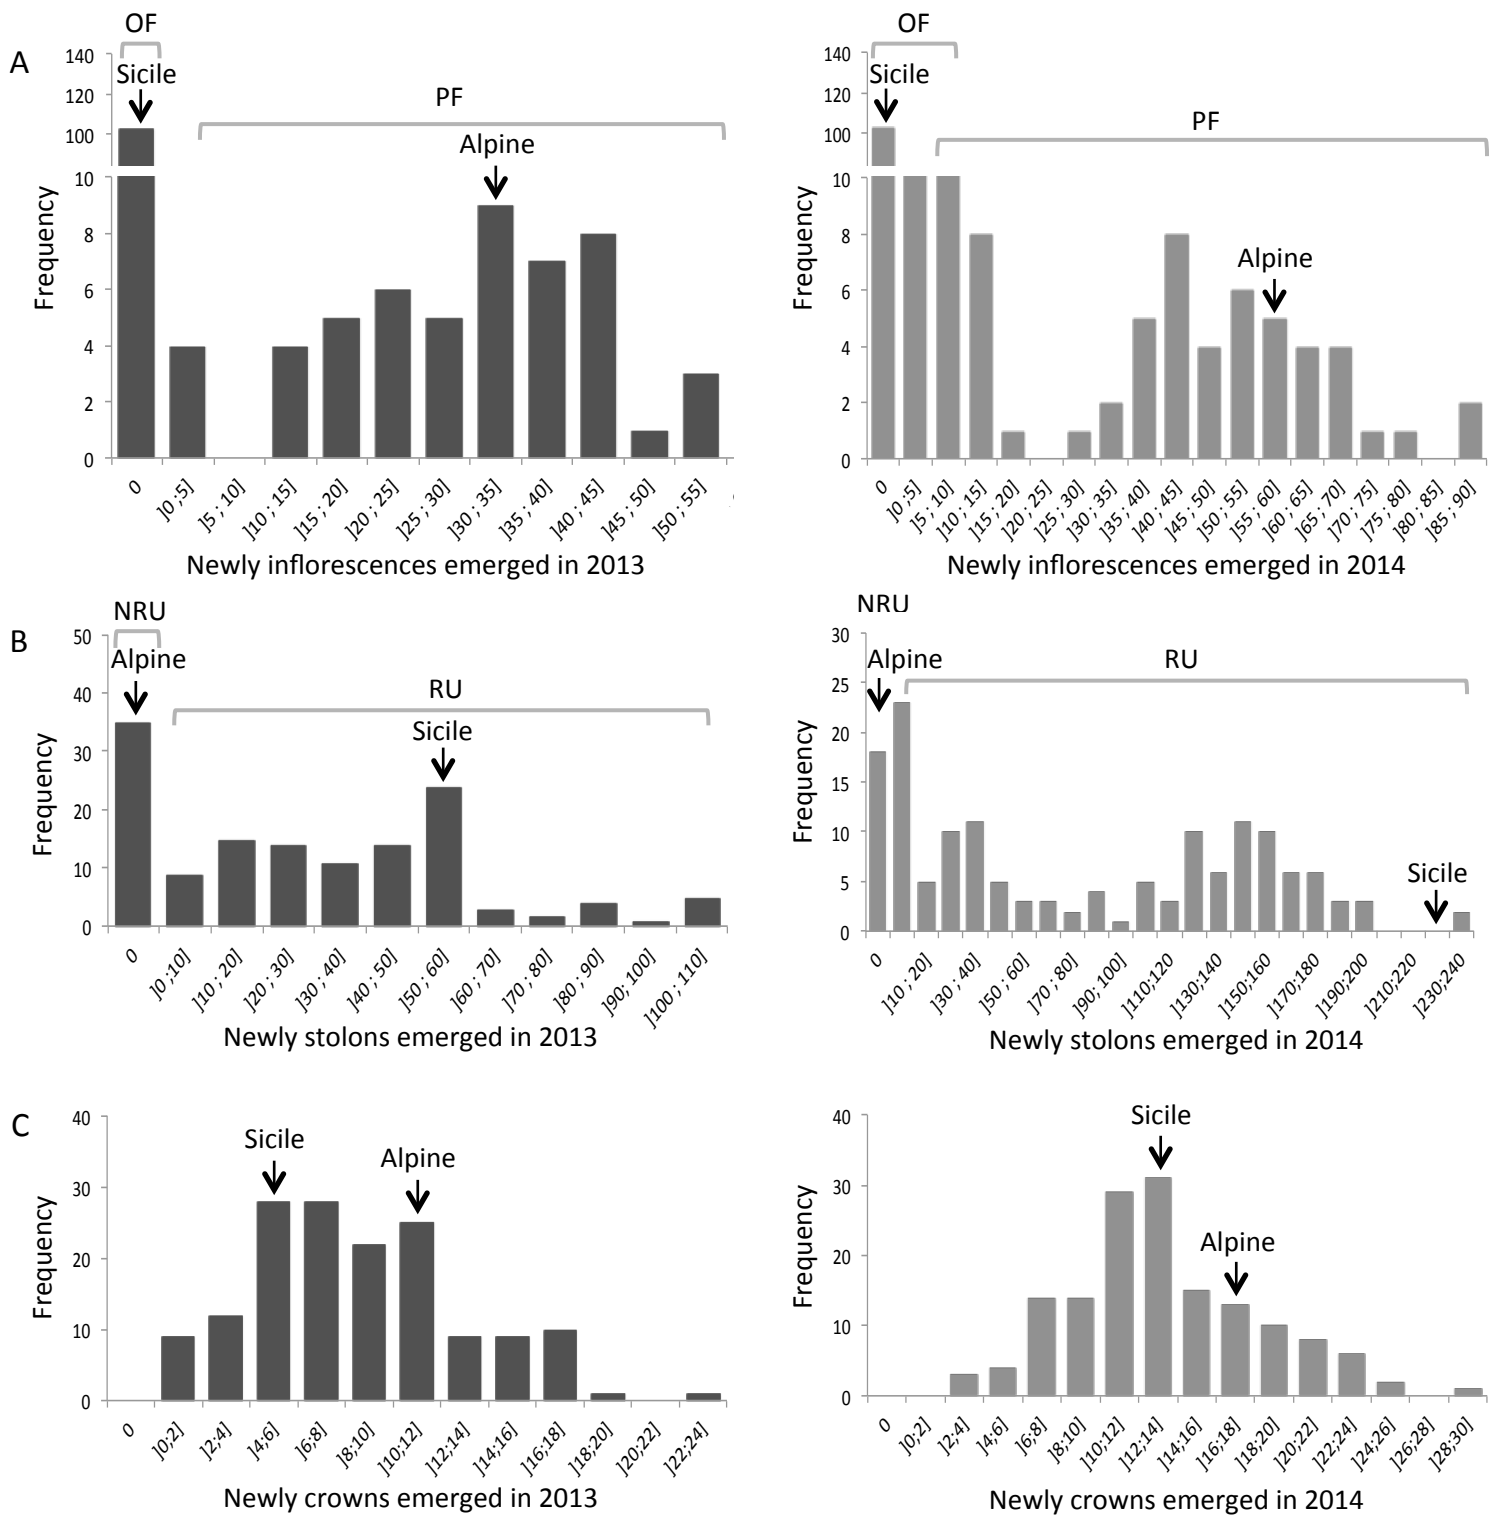 A
OF
Sicile
PF
Alpine
Frequency
140
120
100
10
8
6
4
2
0
0
]0 ;5]
]5 ; 10]
]10 ; 15]
]15 ; 20]
]20 ; 25]
]25 ; 30]
]30 ; 35]
]35 ; 40]
]40 ; 45]
]45 ; 50]
]50 ; 55]
Newly inflorescences emerged in 2013
OF
Sicile
PF
Alpine
Frequency
140
120
100
10
8
6
4
2
0
0
]0 ;5]
]5 ; 10]
]10 ; 15]
]15 ; 20]
]20 ; 25]
]25 ; 30]
]30 ; 35]
]35 ; 40]
]40 ; 45]
]45 ; 50]
]50 ; 55]
]55 ; 60]
]60 ; 65]
]65 ; 70]
]70 ; 75]
]75 ; 80]
]80 ; 85]
]85 ; 90]
Newly inflorescences emerged in 2014
B
NRU
Alpine
RU
Sicile
Frequency
50
40
30
20
10
0
0
]0 ;10]
]10 ; 20]
]20 ; 30]
]30 ; 40]
]40 ; 50]
]50 ; 60]
]60 ; 70]
]70 ; 80]
]80 ; 90]
]90; 100]
]100 ; 110]
Newly stolons emerged in 2013
NRU
Alpine
RU
Sicile
Frequency
30
25
20
15
10
5
0
0
]10 ; 20]
]30 ; 40]
]50 ; 60]
]70 ; 80]
]90; 100]
]110;120
]130;140
]150;160
]170;180
]190;200
]210;220
]230;240
Newly stolons emerged in 2014
C
Sicile
Alpine
Frequency
40
30
20
10
0
0
]0;2]
]2;4]
]4;6]
]6;8]
]8;10]
]10;12]
]12;14]
]14;16]
]16;18]
]18;20]
]20;22]
]22;24]
Newly crowns emerged in 2013
Sicile
Alpine
Frequency
40
30
20
10
0
0
]0;2]
]2;4]
]4;6]
]6;8]
]8;10]
]10;12]
]12;14]
]14;16]
]16;18]
]18;20]
]20;22]
]22;24]
]24;26]
]26;28]
]28;30]
Newly crowns emerged in 2014